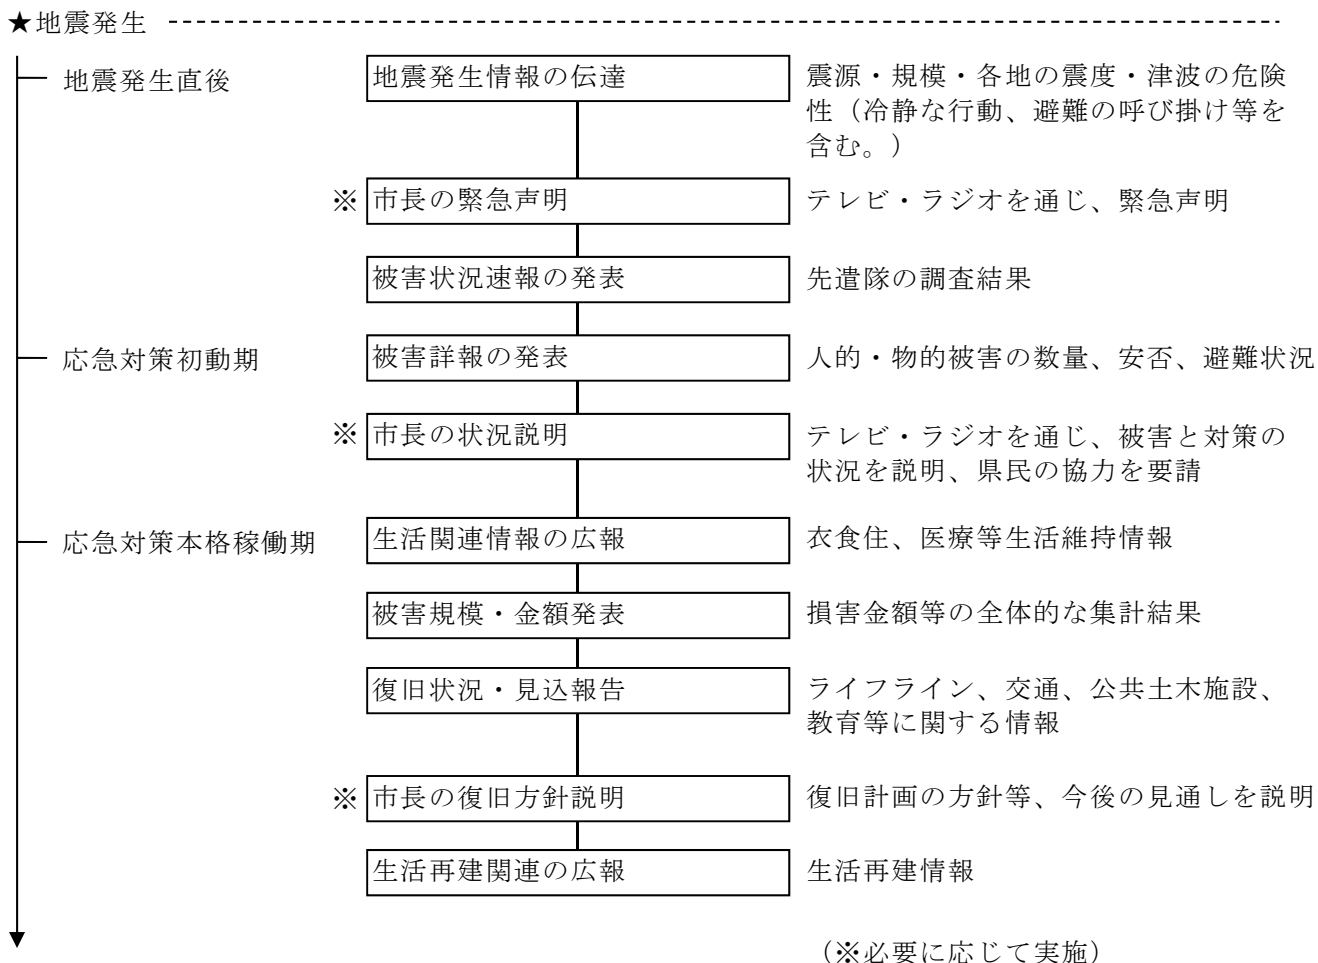 ★地震発生
地震発生直後
地震発生情報の伝達
震源・規模・各地の震度・津波の危険
性（冷静な行動、避難の呼び掛け等を
含む。）
※
市長の緊急声明
テレビ・ラジオを通じ、緊急声明
被害状況速報の発表
先遣隊の調査結果
応急対策初動期
被害詳報の発表
人的・物的被害の数量、安否、避難状況
※
市長の状況説明
テレビ・ラジオを通じ、被害と対策の
状況を説明、県民の協力を要請
応急対策本格稼働期
生活関連情報の広報
衣食住、医療等生活維持情報
被害規模・金額発表
損害金額等の全体的な集計結果
復旧状況・見込報告
ライフライン、交通、公共土木施設、
教育等に関する情報
※
市長の復旧方針説明
復旧計画の方針等、今後の見通しを説明
生活再建関連の広報
生活再建情報
（※必要に応じて実施）